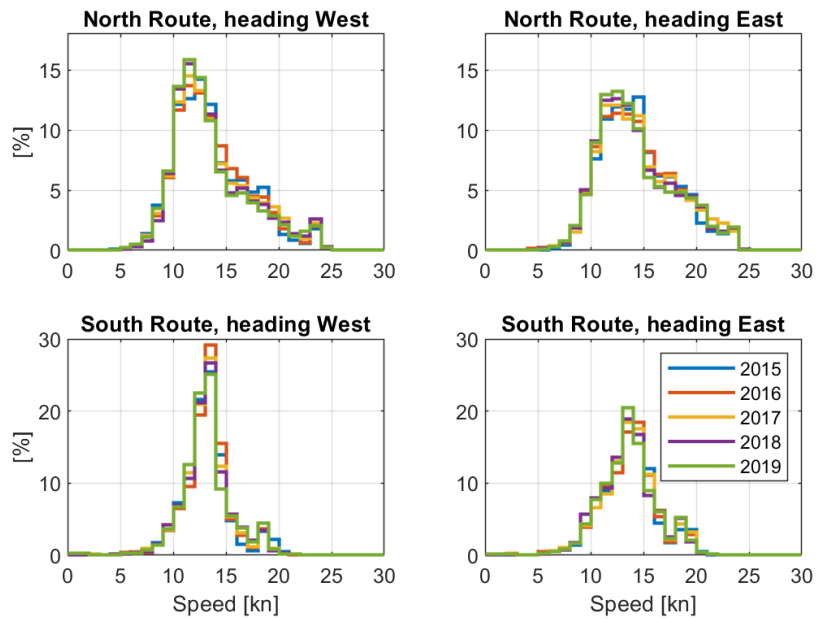 North Route, heading West
[%]
15
10
5
0
0 5 10 15 20 25 30
North Route, heading East
15
10
5
0
0 5 10 15 20 25 30
South Route, heading West
[%]
30
20
10
0
0 5 10 15 20 25 30
Speed [kn]
South Route, heading East
30
20
10
0
0 5 10 15 20 25 30
Speed [kn]
2015
2016
2017
2018
2019